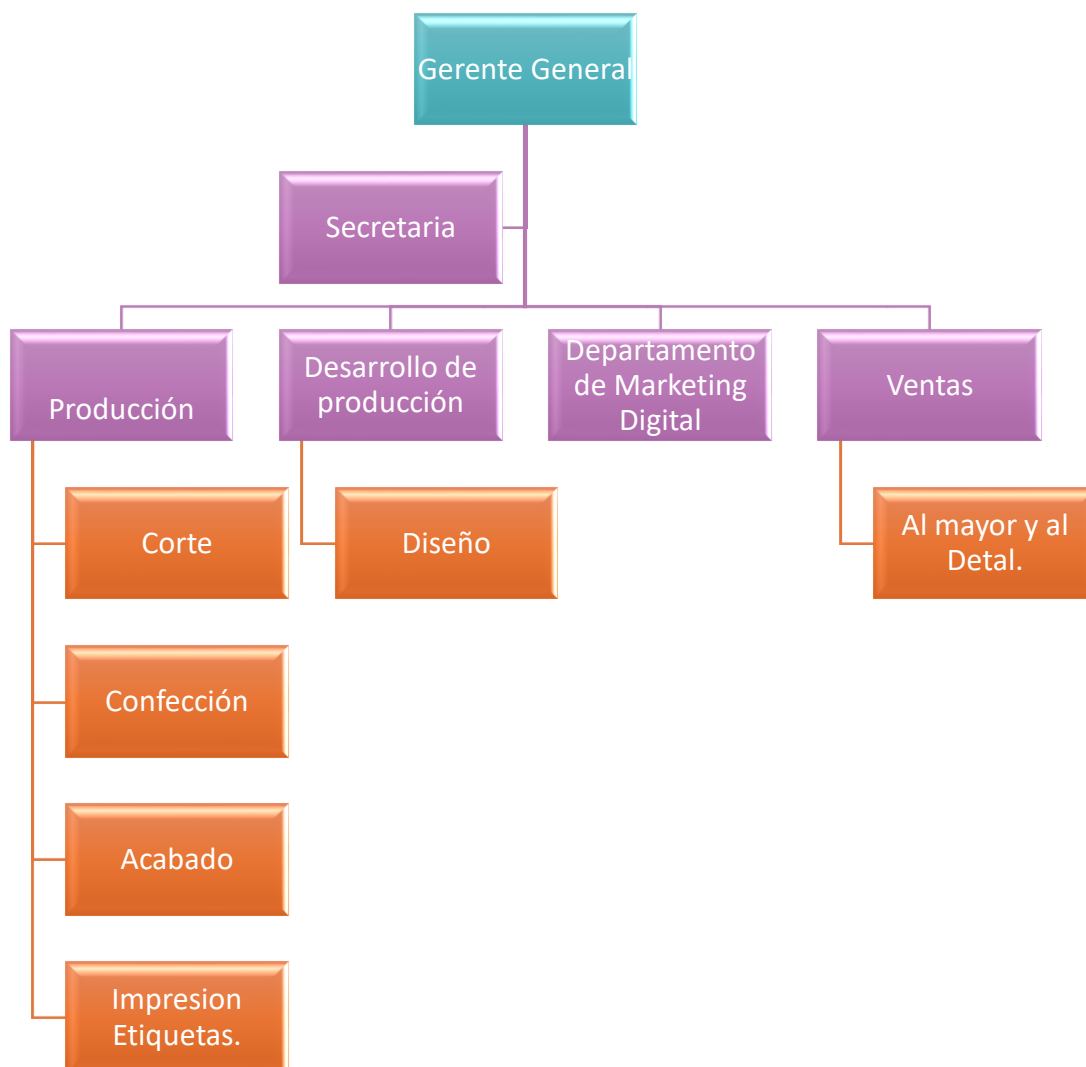 Gerente General
Secretaria
Producción
Desarrollo de
producción
Departamento
de Marketing
Digital
Ventas
Corte
Diseño
Al mayor y al
Detal.
Confección
Acabado
Impresion
Etiquetas.